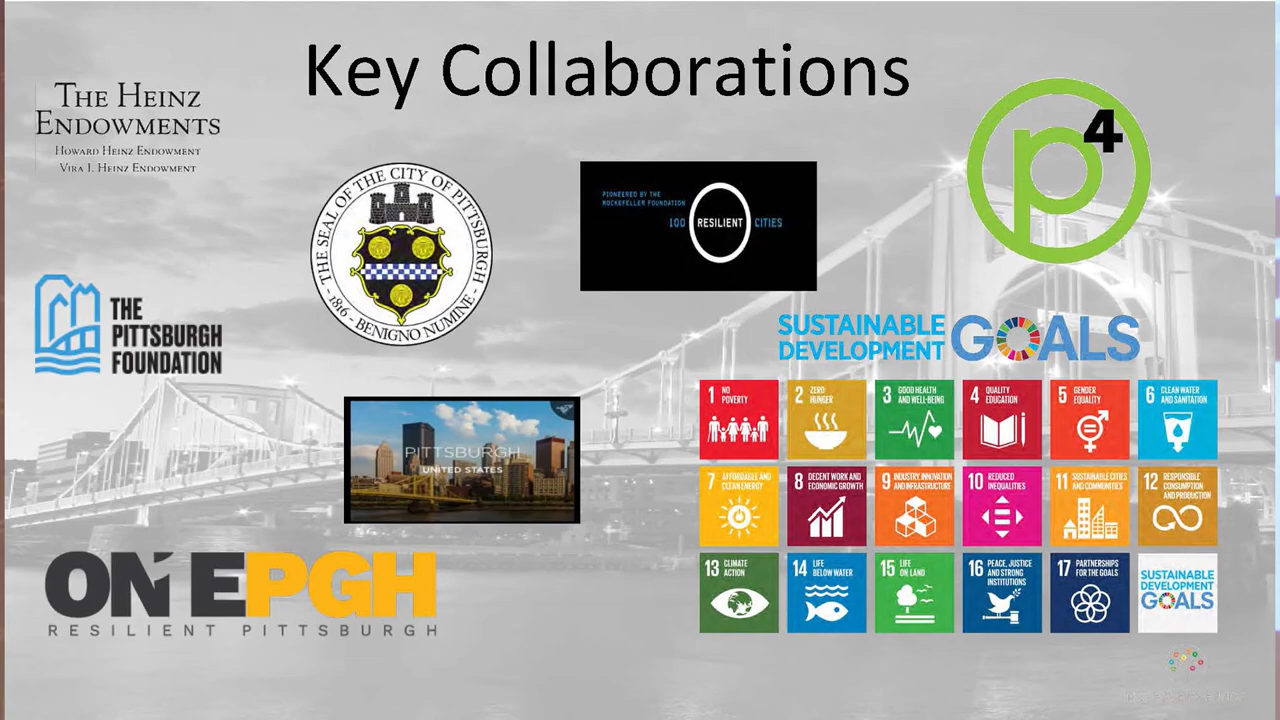 Key Collaborations
THE HEINZ
ENDOWMENTS
HOWARD HEINZ ENDOWMENT
VIRA I. HEINZ ENDOWMENT
THE SEAL OF THE CITY OF PITTSBURGH
1816 - BENIGNO NUMINE
PIONEERED BY THE
ROCKEFELLER FOUNDATION
100 RESILIENT CITIES
p4
THE
PITTSBURGH
FOUNDATION
SUSTAINABLE
DEVELOPMENT
GOALS
PITTSBURGH
UNITED STATES
1 NO
POVERTY
2 ZERO
HUNGER
3 GOOD HEALTH
AND WELL-BEING
4 QUALITY
EDUCATION
5 GENDER
EQUALITY
6 CLEAN WATER
AND SANITATION
7 AFFORDABLE AND
CLEAN ENERGY
8 DECENT WORK AND
ECONOMIC GROWTH
9 INDUSTRY, INNOVATION
AND INFRASTRUCTURE
10 REDUCED
INEQUALITIES
11 SUSTAINABLE CITIES
AND COMMUNITIES
12 RESPONSIBLE
CONSUMPTION
AND PRODUCTION
13 CLIMATE
ACTION
14 LIFE
BELOW WATER
15 LIFE
ON LAND
16 PEACE, JUSTICE
AND STRONG
INSTITUTIONS
17 PARTNERSHIPS
FOR THE GOALS
SUSTAINABLE
DEVELOPMENT
GOALS
ONEPGH
RESILIENT PITTSBURGH